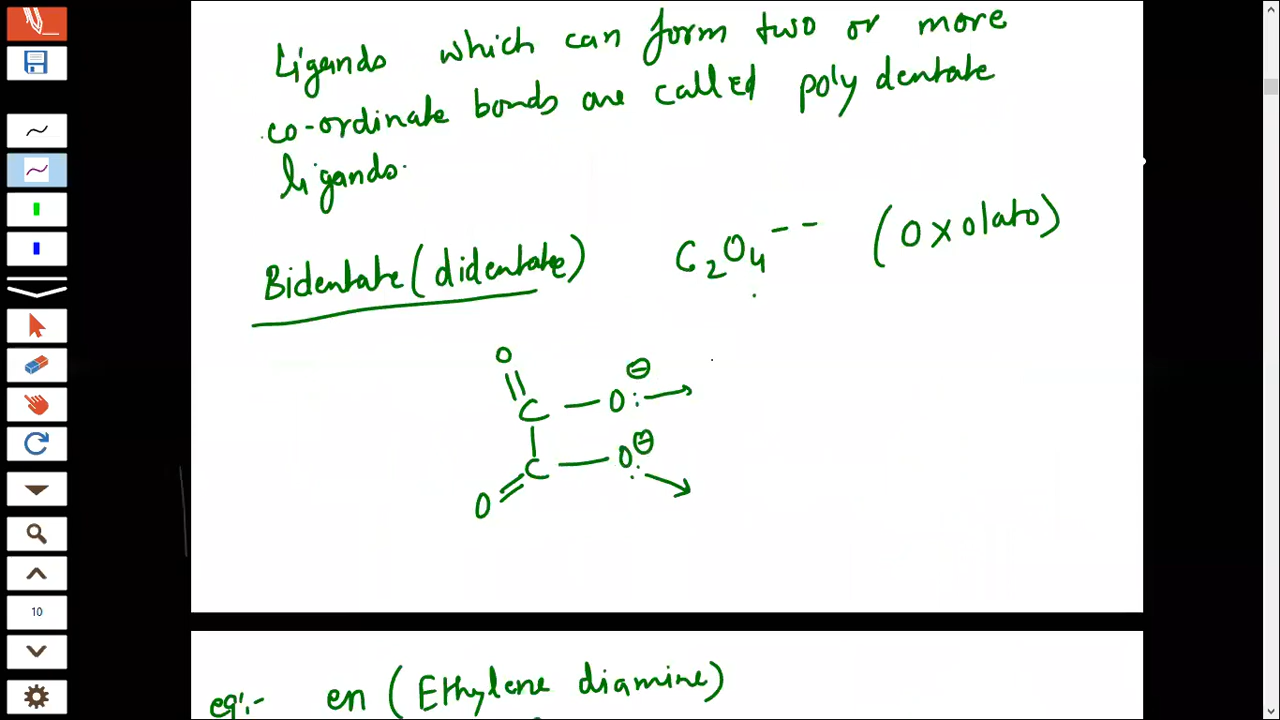 Ligands which can form two or more
co-ordinate bonds are called poly dentate
ligands.
Bidentate (didentate) C₂O₄⁻⁻ (Oxolato)
O
C — O:⊖
C — O:⊖
O
10
eg:- en (Ethylene diamine)